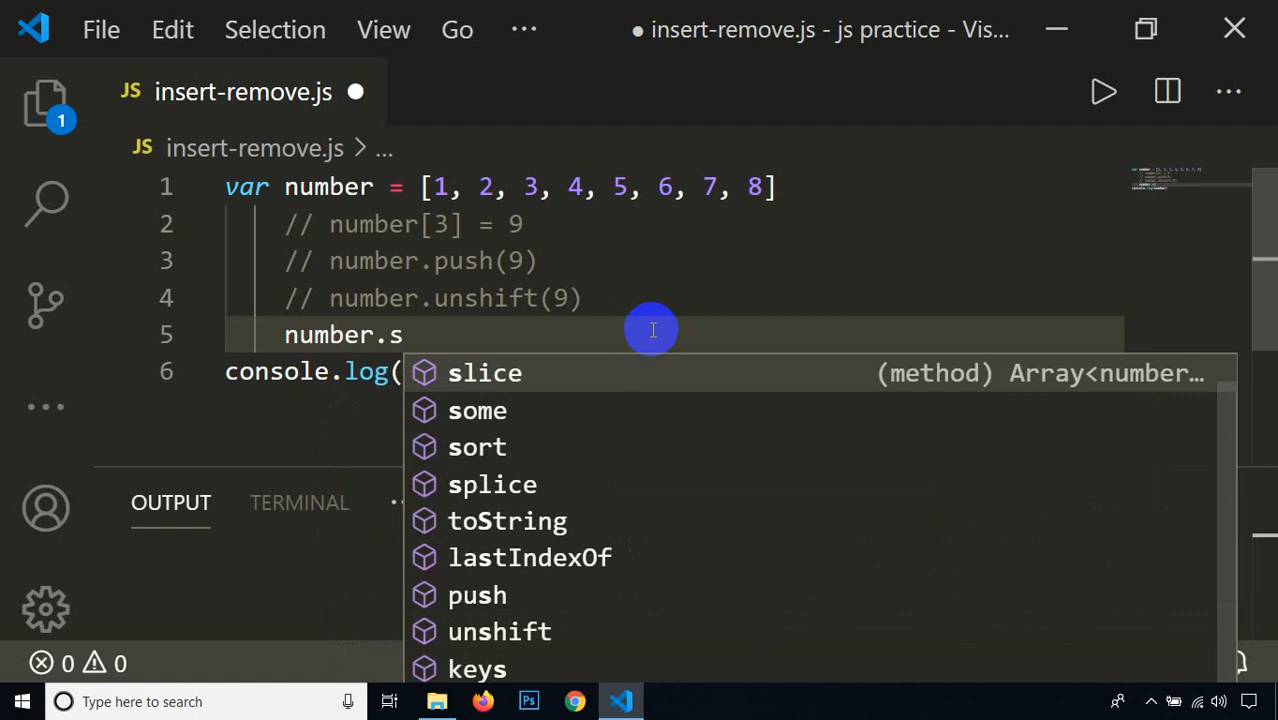 File Edit Selection View Go ··· ● insert-remove.js - js practice - Vis...
JS insert-remove.js ●
JS insert-remove.js > ...
1 var number = [1, 2, 3, 4, 5, 6, 7, 8]
2 // number[3] = 9
3 // number.push(9)
4 // number.unshift(9)
5 number.s
6 console.log(
slice (method) Array<number...
some
sort
splice
toString
lastIndexOf
push
unshift
keys
1
OUTPUT TERMINAL ··
0 0
Type here to search
Ps